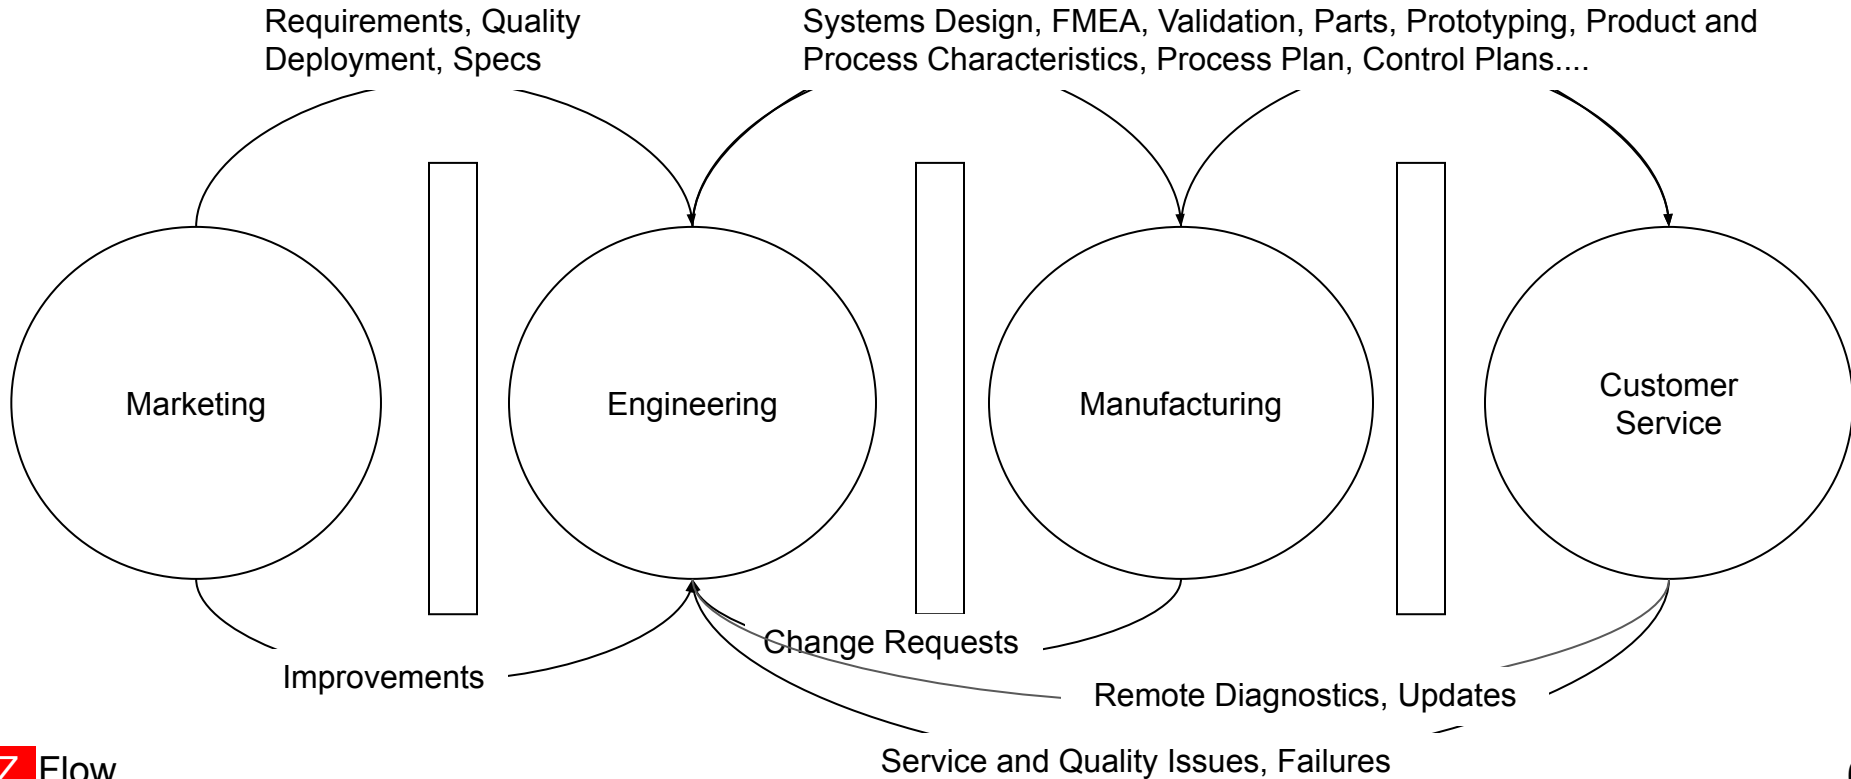 Requirements, Quality
Deployment, Specs
Systems Design, FMEA, Validation, Parts, Prototyping, Product and
Process Characteristics, Process Plan, Control Plans....
Marketing
Engineering
Manufacturing
Customer
Service
Change Requests
Improvements
Remote Diagnostics, Updates
Service and Quality Issues, Failures
Flow